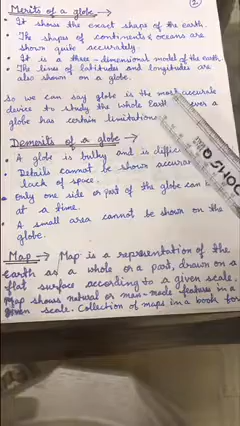 2
Merits of a globe →
• It shows the exact shape of the earth.
• The shapes of continents & oceans are
shown quite accurately.
• It is a three-dimensional model of the earth.
• The lines of latitudes and longitudes are
also shown on a globe.
So we can say globe is the most accurate
device to study the whole Earth ever a
globe has certain limitations
Demerits of a globe →
• A globe is bulky and is
• Details cannot be shown
lack of space.
• Only one side or part of the globe can
at a time.
• A small area cannot be shown on the
globe.
Map → Map is a representation of the
Earth as a whole or a part, drawn on a
flat surface according to a given scale.
Map shows natural or man-made features in a
given scale. Collection of maps in a book for